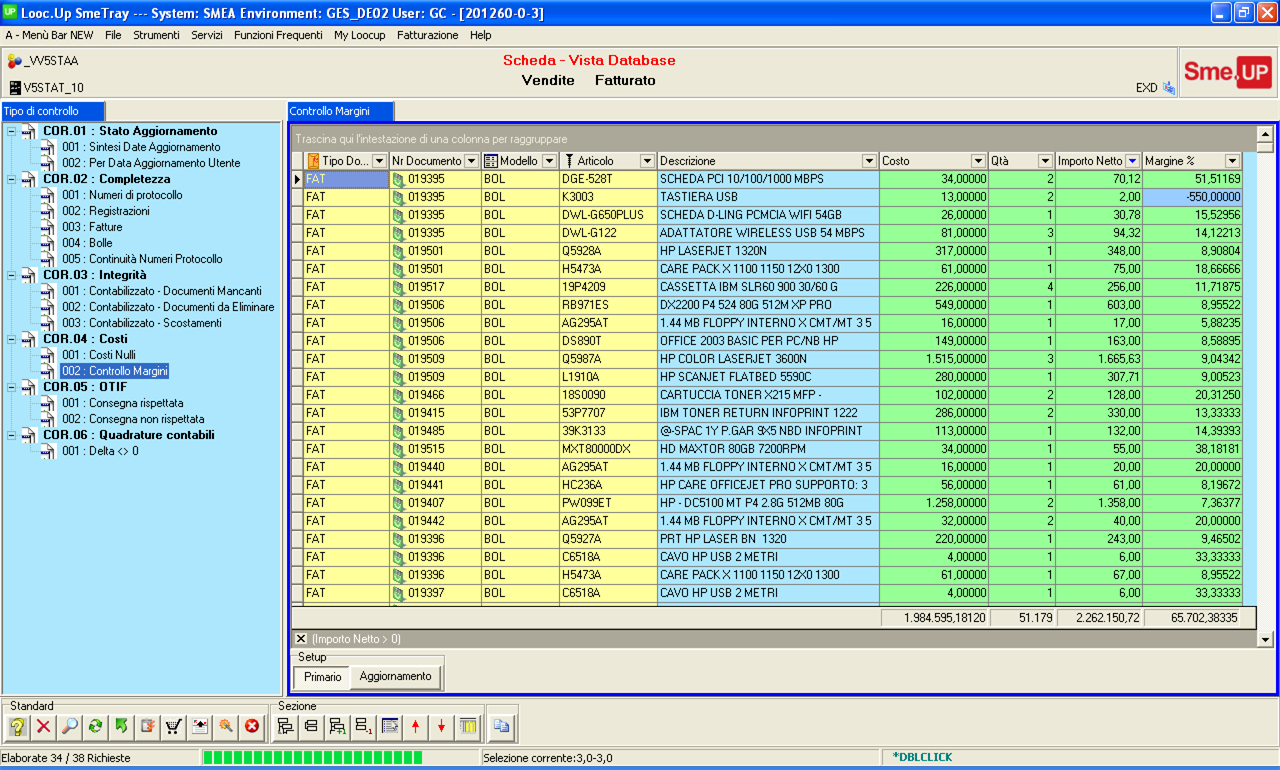 UP Looc.Up SmeTray --- System: SMEA Environment: GES_DE02 User: GC - [201260-0-3]
A - Menù Bar NEW File Strumenti Servizi Funzioni Frequenti My Loocup Fatturazione Help
_VV5STAA
V5STAT_10
Scheda - Vista Database
Vendite Fatturato
EXD
Sme.UP
Tipo di controllo
COR.01 : Stato Aggiornamento
001 : Sintesi Date Aggiornamento
002 : Per Data Aggiornamento Utente
COR.02 : Completezza
001 : Numeri di protocollo
002 : Registrazioni
003 : Fatture
004 : Bolle
005 : Continuità Numeri Protocollo
COR.03 : Integrità
001 : Contabilizzato - Documenti Mancanti
002 : Contabilizzato - Documenti da Eliminare
003 : Contabilizzato - Scostamenti
COR.04 : Costi
001 : Costi Nulli
002 : Controllo Margini
COR.05 : OTIF
001 : Consegna rispettata
002 : Consegna non rispettata
COR.06 : Quadrature contabili
001 : Delta <> 0
Controllo Margini
Trascina qui l'intestazione di una colonna per raggruppare
Tipo Do... Nr Documento Modello Articolo Descrizione Costo Qtà Importo Netto Margine %
FAT 019395 BOL DGE-528T SCHEDA PCI 10/100/1000 MBPS 34,00000 2 70,12 51,51169
FAT 019395 BOL K3003 TASTIERA USB 13,00000 2 2,00 -550,00000
FAT 019395 BOL DWL-G650PLUS SCHEDA D-LING PCMCIA WIFI 54GB 26,00000 1 30,78 15,52956
FAT 019395 BOL DWL-G122 ADATTATORE WIRELESS USB 54 MBPS 81,00000 3 94,32 14,12213
FAT 019501 BOL Q5928A HP LASERJET 1320N 317,00000 1 348,00 8,90804
FAT 019501 BOL H5473A CARE PACK X 1100 1150 12X0 1300 61,00000 1 75,00 18,66666
FAT 019517 BOL 19P4209 CASSETTA IBM SLR60 900 30/60 G 226,00000 4 256,00 11,71875
FAT 019506 BOL RB971ES DX2200 P4 524 80G 512M XP PRO 549,00000 1 603,00 8,95522
FAT 019506 BOL AG295AT 1.44 MB FLOPPY INTERNO X CMT/MT 3 5 16,00000 1 17,00 5,88235
FAT 019506 BOL DS890T OFFICE 2003 BASIC PER PC/NB HP 149,00000 1 163,00 8,58895
FAT 019509 BOL Q5987A HP COLOR LASERJET 3600N 1.515,00000 3 1.665,63 9,04342
FAT 019509 BOL L1910A HP SCANJET FLATBED 5590C 280,00000 1 307,71 9,00523
FAT 019466 BOL 18S0090 CARTUCCIA TONER X215 MFP - 102,00000 1 128,00 20,31250
FAT 019415 BOL 53P7707 IBM TONER RETURN INFOPRINT 1222 286,00000 2 330,00 13,33333
FAT 019485 BOL 39K3133 @-SPAC 1Y P.GAR 9X5 NBD INFOPRINT 113,00000 1 132,00 14,39393
FAT 019515 BOL MXT80000DX HD MAXTOR 80GB 7200RPM 34,00000 1 55,00 38,18181
FAT 019440 BOL AG295AT 1.44 MB FLOPPY INTERNO X CMT/MT 3 5 16,00000 1 20,00 20,00000
FAT 019441 BOL HC236A HP CARE OFFICEJET PRO SUPPORTO: 3 56,00000 1 61,00 8,19672
FAT 019407 BOL PW099ET HP - DC5100 MT P4 2.8G 512MB 80G 1.258,00000 2 1.358,00 7,36377
FAT 019442 BOL AG295AT 1.44 MB FLOPPY INTERNO X CMT/MT 3 5 32,00000 2 40,00 20,00000
FAT 019396 BOL Q5927A PRT HP LASER BN 1320 220,00000 1 243,00 9,46502
FAT 019396 BOL C6518A CAVO HP USB 2 METRI 4,00000 1 6,00 33,33333
FAT 019396 BOL H5473A CARE PACK X 1100 1150 12X0 1300 61,00000 1 67,00 8,95522
FAT 019397 BOL C6518A CAVO HP USB 2 METRI 4,00000 1 6,00 33,33333
1.984.595,18120 51.179 2.262.150,72 65.702,38335
(Importo Netto > 0)
Setup
Primario Aggiornamento
Standard Sezione
Elaborate 34 / 38 Richieste Selezione corrente:3,0-3,0 *DBLCLICK